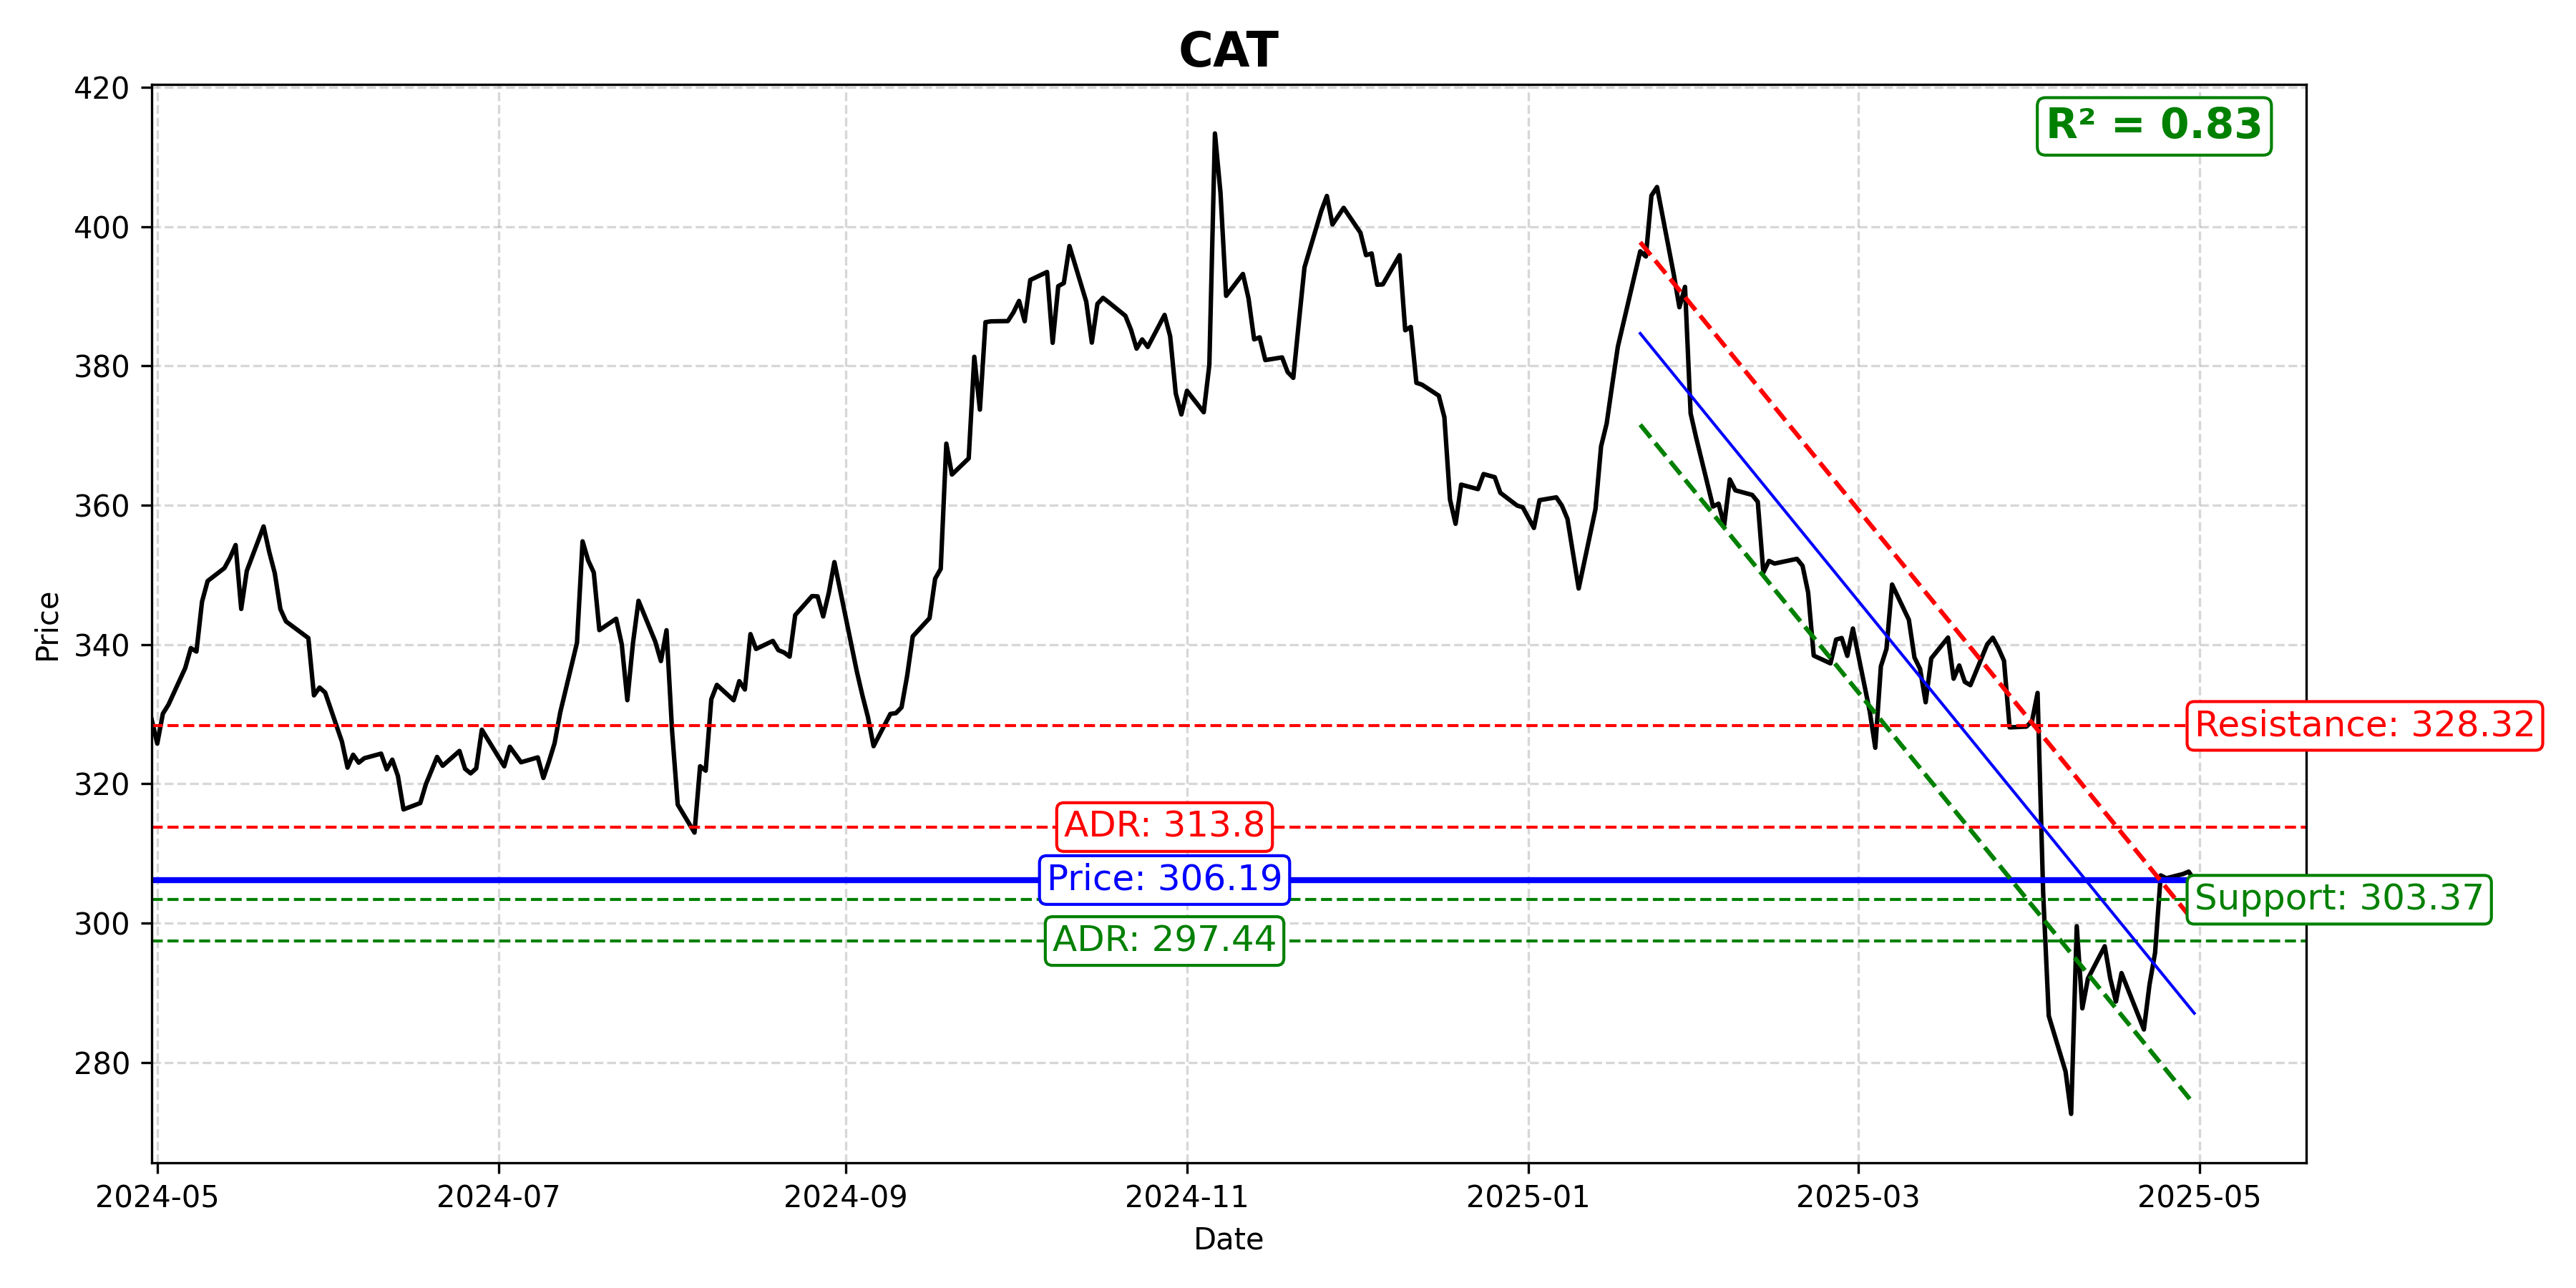 CAT
R² = 0.83
420
400
380
360
340
320
300
280
Price
Resistance: 328.32
ADR: 313.8
Price: 306.19
Support: 303.37
ADR: 297.44
2024-05
2024-07
2024-09
2024-11
2025-01
2025-03
2025-05
Date